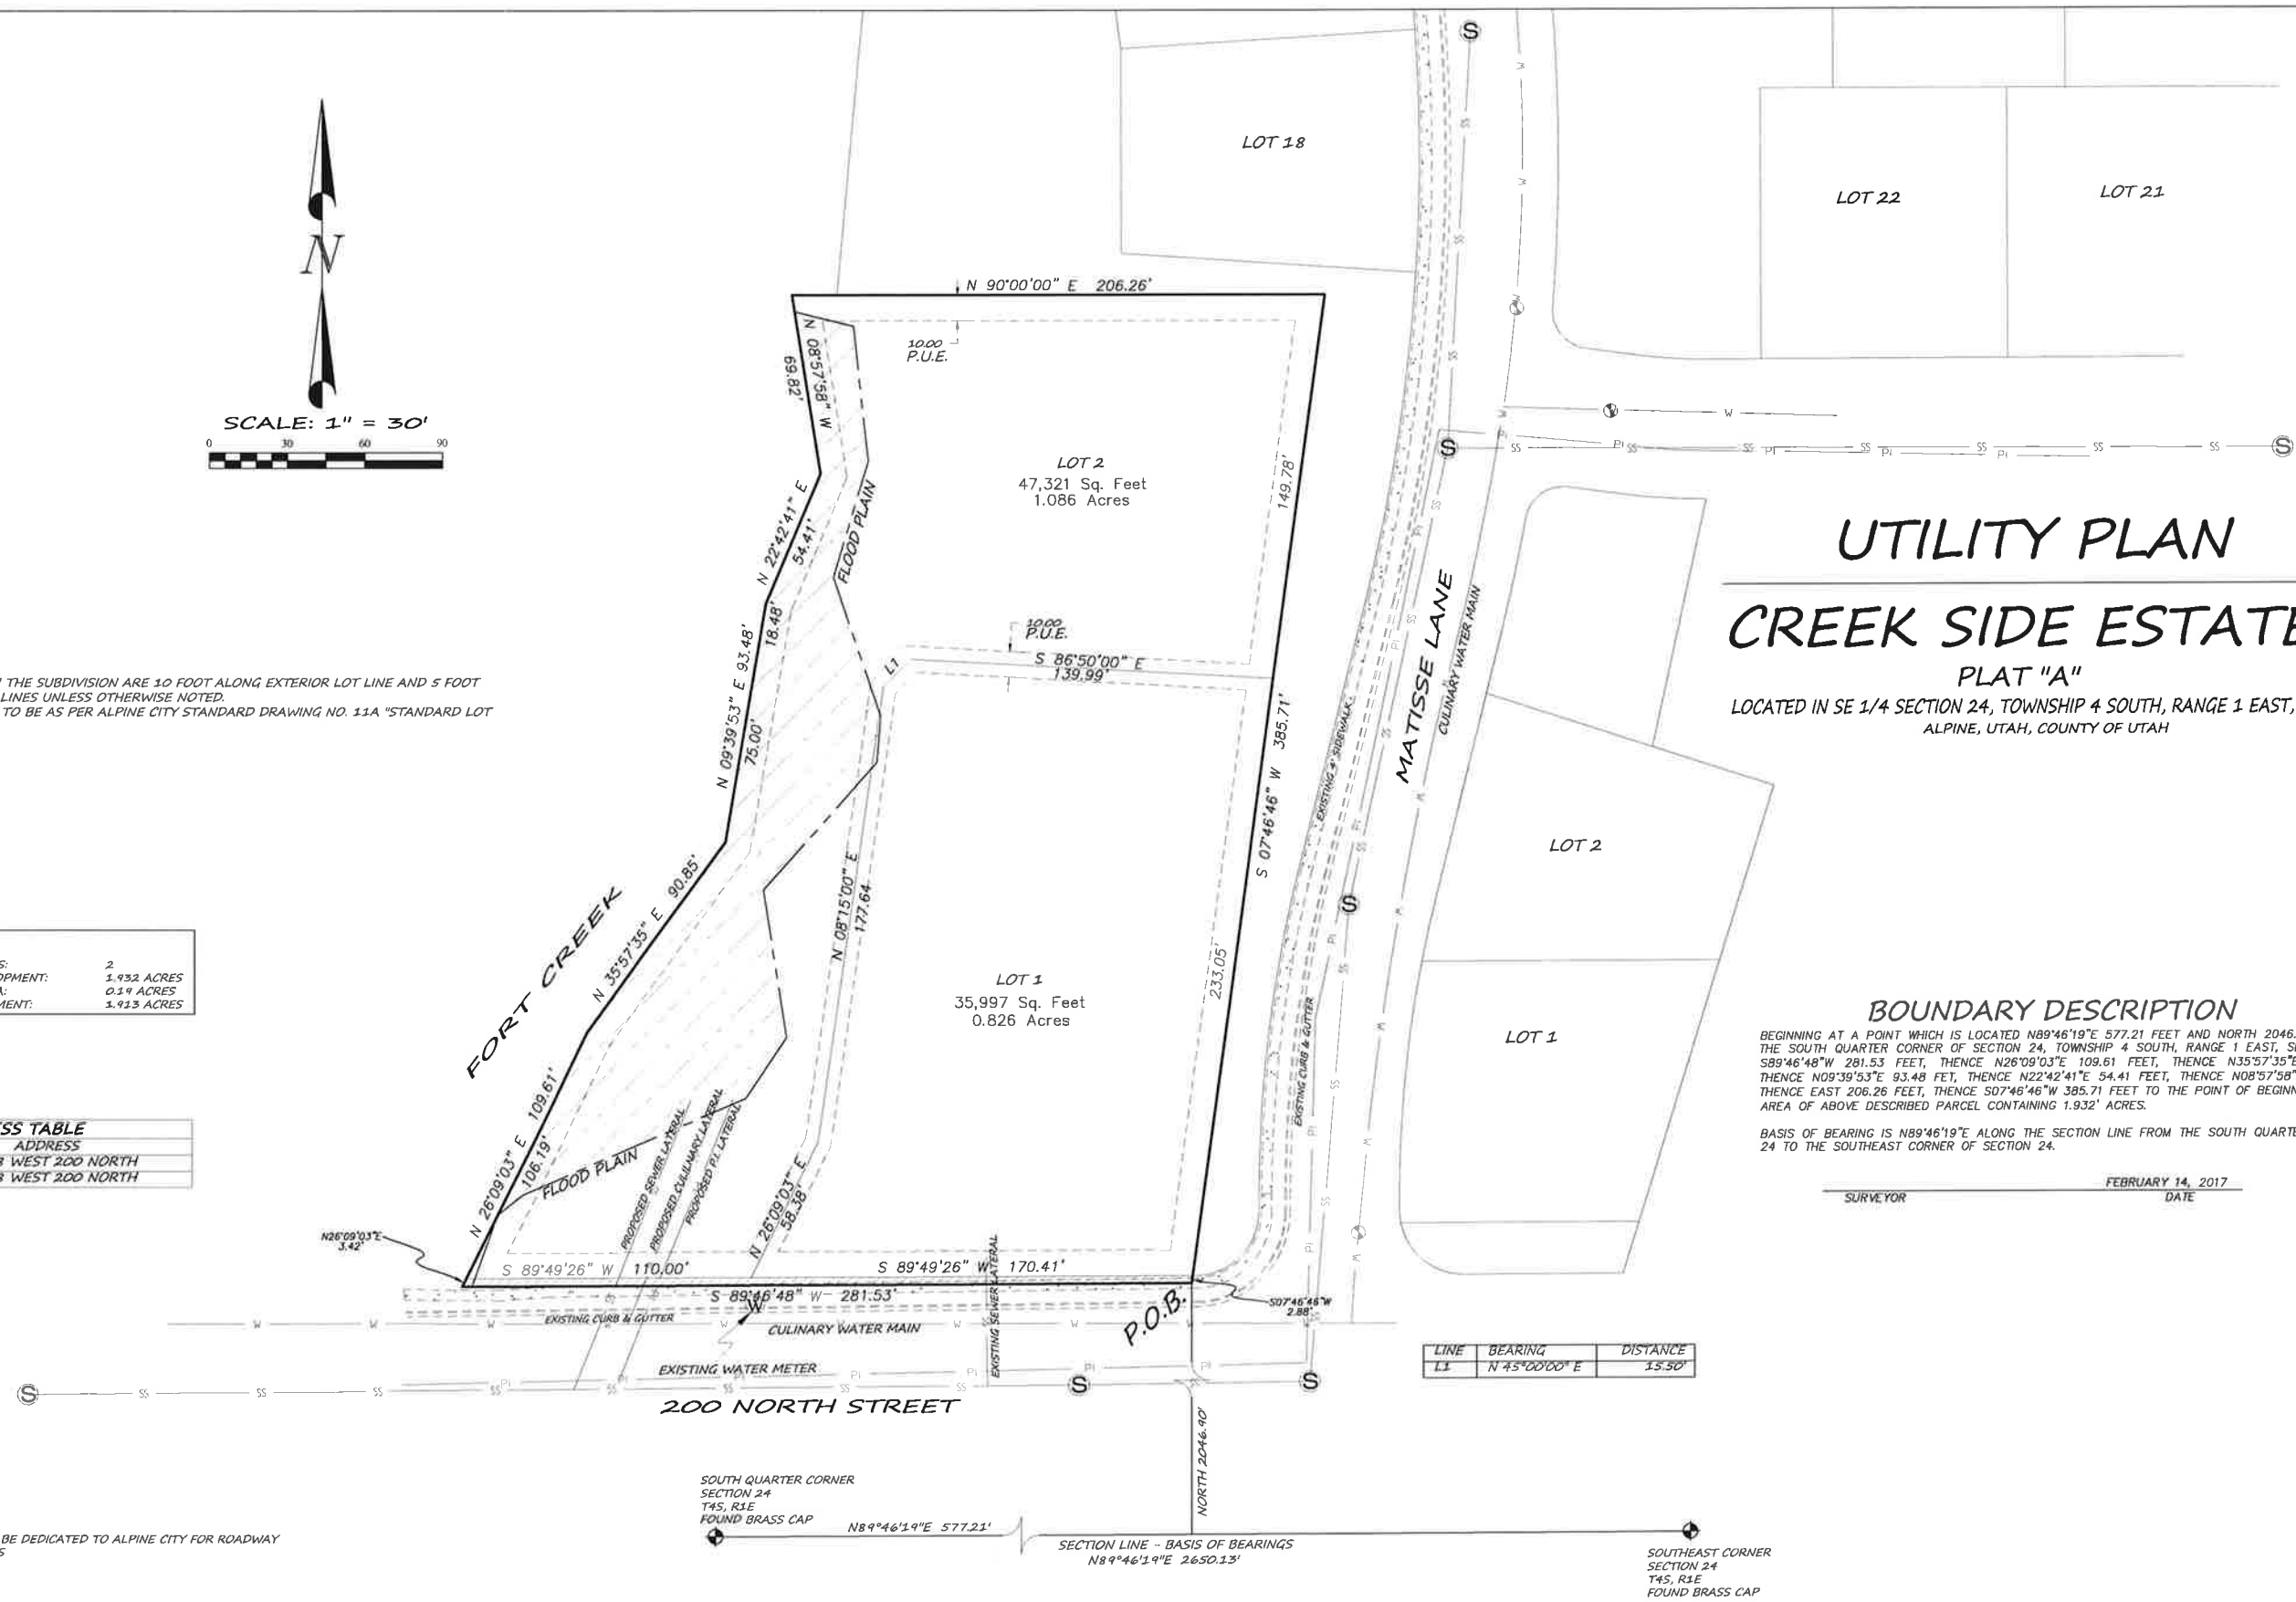 N
SCALE: 1" = 30'
0 30 60 90
LOT 18
LOT 22
LOT 21
N 90°00'00" E 206.26'
10.00
P.U.E.
N 08°57'58" W
69.82'
LOT 2
47,321 Sq. Feet
1.086 Acres
149.78'
N 22°42'41" E
54.41'
FLOOD PLAIN
18.48'
N 09°39'53" E 93.48'
75.00'
10.00
P.U.E.
L1
S 86°50'00" E
139.99'
S 07°46'46" W 385.71'
EXISTING 4' SIDEWALK
MATISSE LANE
CULINARY WATER MAIN
UTILITY PLAN
CREEK SIDE ESTATE
PLAT "A"
LOCATED IN SE 1/4 SECTION 24, TOWNSHIP 4 SOUTH, RANGE 1 EAST,
ALPINE, UTAH, COUNTY OF UTAH
THE SUBDIVISION ARE 10 FOOT ALONG EXTERIOR LOT LINE AND 5 FOOT
LINES UNLESS OTHERWISE NOTED.
TO BE AS PER ALPINE CITY STANDARD DRAWING NO. 11A "STANDARD LOT
S: 2
OPMENT: 1.932 ACRES
A: 0.19 ACRES
MENT: 1.913 ACRES
FORT CREEK
N 35°57'35" E 90.85'
N 08°15'00" E
177.64
LOT 1
35,997 Sq. Feet
0.826 Acres
233.05'
EXISTING CURB & GUTTER
LOT 2
LOT 1
BOUNDARY DESCRIPTION
BEGINNING AT A POINT WHICH IS LOCATED N89°46'19"E 577.21 FEET AND NORTH 2046.
THE SOUTH QUARTER CORNER OF SECTION 24, TOWNSHIP 4 SOUTH, RANGE 1 EAST, S
S89°46'48"W 281.53 FEET, THENCE N26°09'03"E 109.61 FEET, THENCE N35°57'35"E
THENCE N09°39'53"E 93.48 FET, THENCE N22°42'41"E 54.41 FEET, THENCE N08°57'58"
THENCE EAST 206.26 FEET, THENCE S07°46'46"W 385.71 FEET TO THE POINT OF BEGINN
AREA OF ABOVE DESCRIBED PARCEL CONTAINING 1.932' ACRES.
BASIS OF BEARING IS N89°46'19"E ALONG THE SECTION LINE FROM THE SOUTH QUARTE
24 TO THE SOUTHEAST CORNER OF SECTION 24.
FEBRUARY 14, 2017
SURVEYOR DATE
SS TABLE
ADDRESS
WEST 200 NORTH
WEST 200 NORTH
N 26°09'03" E 109.61'
106.19'
FLOOD PLAIN
PROPOSED SEWER LATERAL
PROPOSED CULILNARY LATERAL
PROPOSED P.I. LATERAL
N 26°09'03" E
58.38'
N26°09'03"E
3.42'
S 89°49'26" W 110.00'
S 89°49'26" W 170.41'
S 89°46'48" W 281.53'
EXISTING SEWER LATERAL
S07°46'46"W
2.88'
P.O.B.
EXISTING CURB & GUTTER
W
CULINARY WATER MAIN
EXISTING WATER METER
200 NORTH STREET
LINE BEARING DISTANCE
L1 N 45°00'00" E 15.50'
NORTH 2046.90'
SOUTH QUARTER CORNER
SECTION 24
T4S, R1E
FOUND BRASS CAP
N89°46'19"E 577.21'
SECTION LINE - BASIS OF BEARINGS
N89°46'19"E 2650.13'
SOUTHEAST CORNER
SECTION 24
T4S, R1E
FOUND BRASS CAP
BE DEDICATED TO ALPINE CITY FOR ROADWAY
S